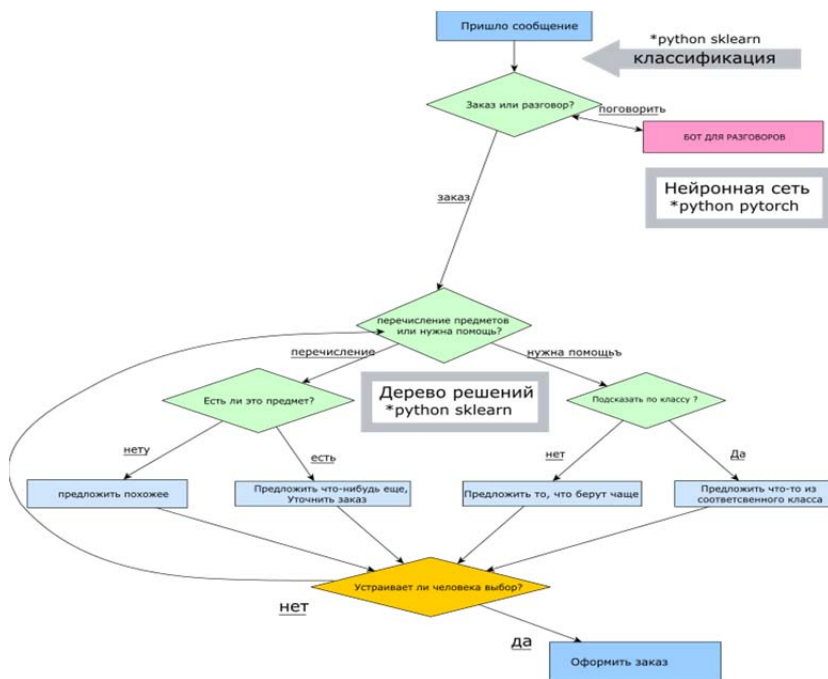 Пришло сообщение
*python sklearn
классификация
Заказ или разговор?
поговорить
БОТ ДЛЯ РАЗГОВОРОВ
Нейронная сеть
*python pytorch
заказ
перечисление предметов
или нужна помощь?
перечисление
нужна помощьъ
Дерево решений
*python sklearn
Есть ли это предмет?
Подсказать по классу ?
нету
есть
нет
Да
предложить похожее
Предложить что-нибудь еще,
Уточнить заказ
Предложить то, что берут чаще
Предложить что-то из
соответсвенного класса
Устраивает ли человека выбор?
нет
да
Оформить заказ